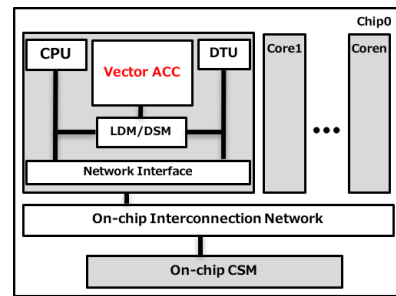 Chip0
CPU
Vector ACC
DTU
Core1
Coren
LDM/DSM
Network Interface
On-chip Interconnection Network
On-chip CSM